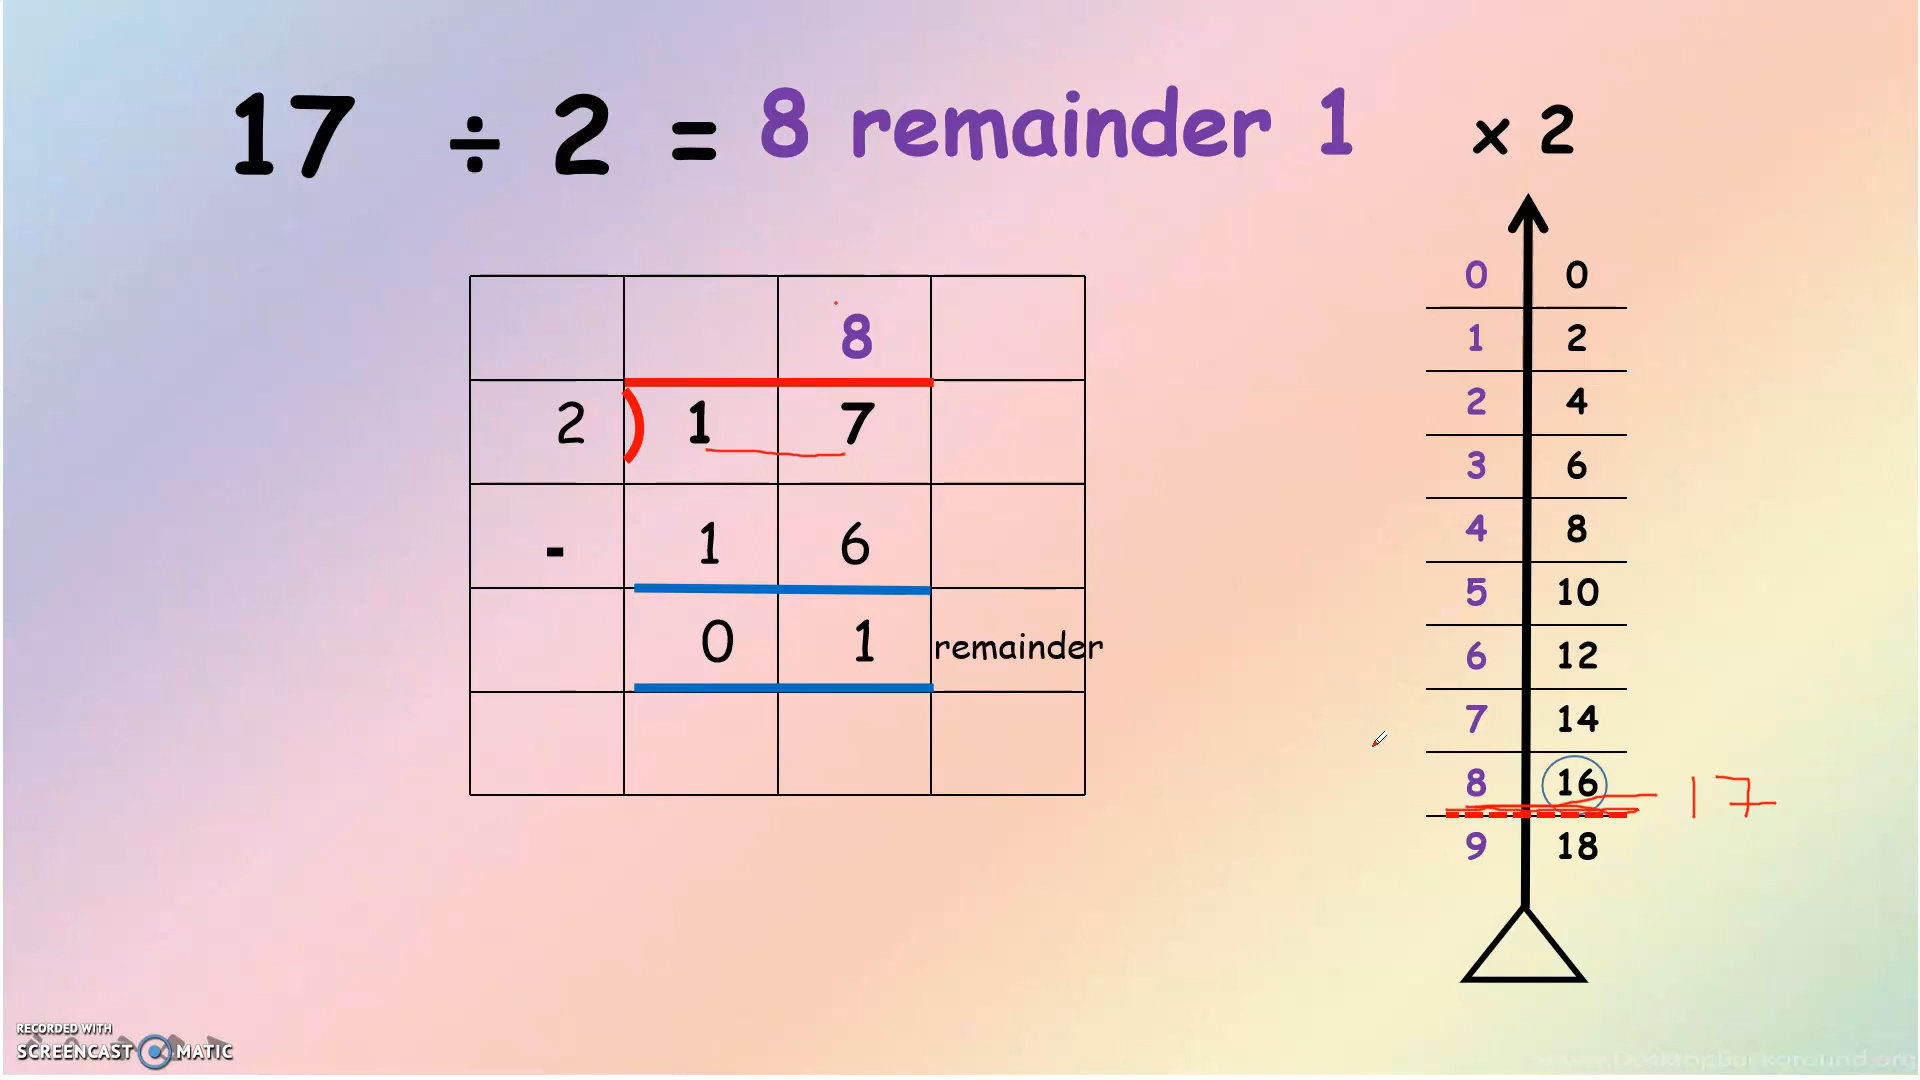 17 ÷ 2 = 8 remainder 1
x 2
8
2 1 7
- 1 6
0 1 remainder
0 0
1 2
2 4
3 6
4 8
5 10
6 12
7 14
8 16
17
9 18
RECORDED WITH
SCREENCAST MATIC